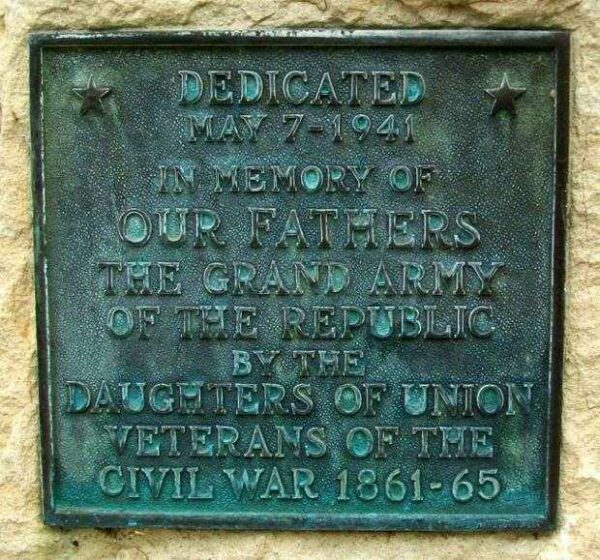 DEDICATED
MAY 7-1941
IN MEMORY OF
OUR FATHERS
THE GRAND ARMY
OF THE REPUBLIC
BY THE
DAUGHTERS OF UNION
VETERANS OF THE
CIVIL WAR 1861-65